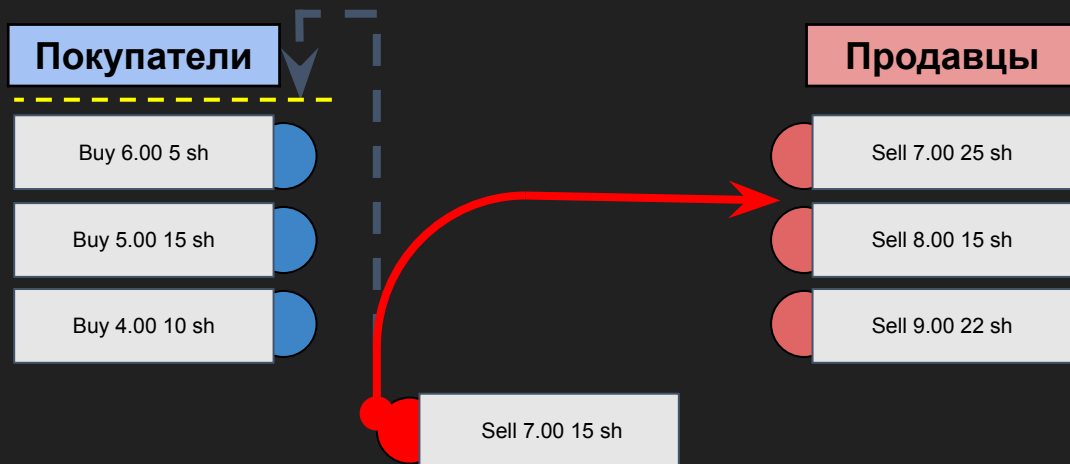 Покупатели
Продавцы
Buy 6.00 5 sh
Sell 7.00 25 sh
Buy 5.00 15 sh
Sell 8.00 15 sh
Buy 4.00 10 sh
Sell 9.00 22 sh
Sell 7.00 15 sh